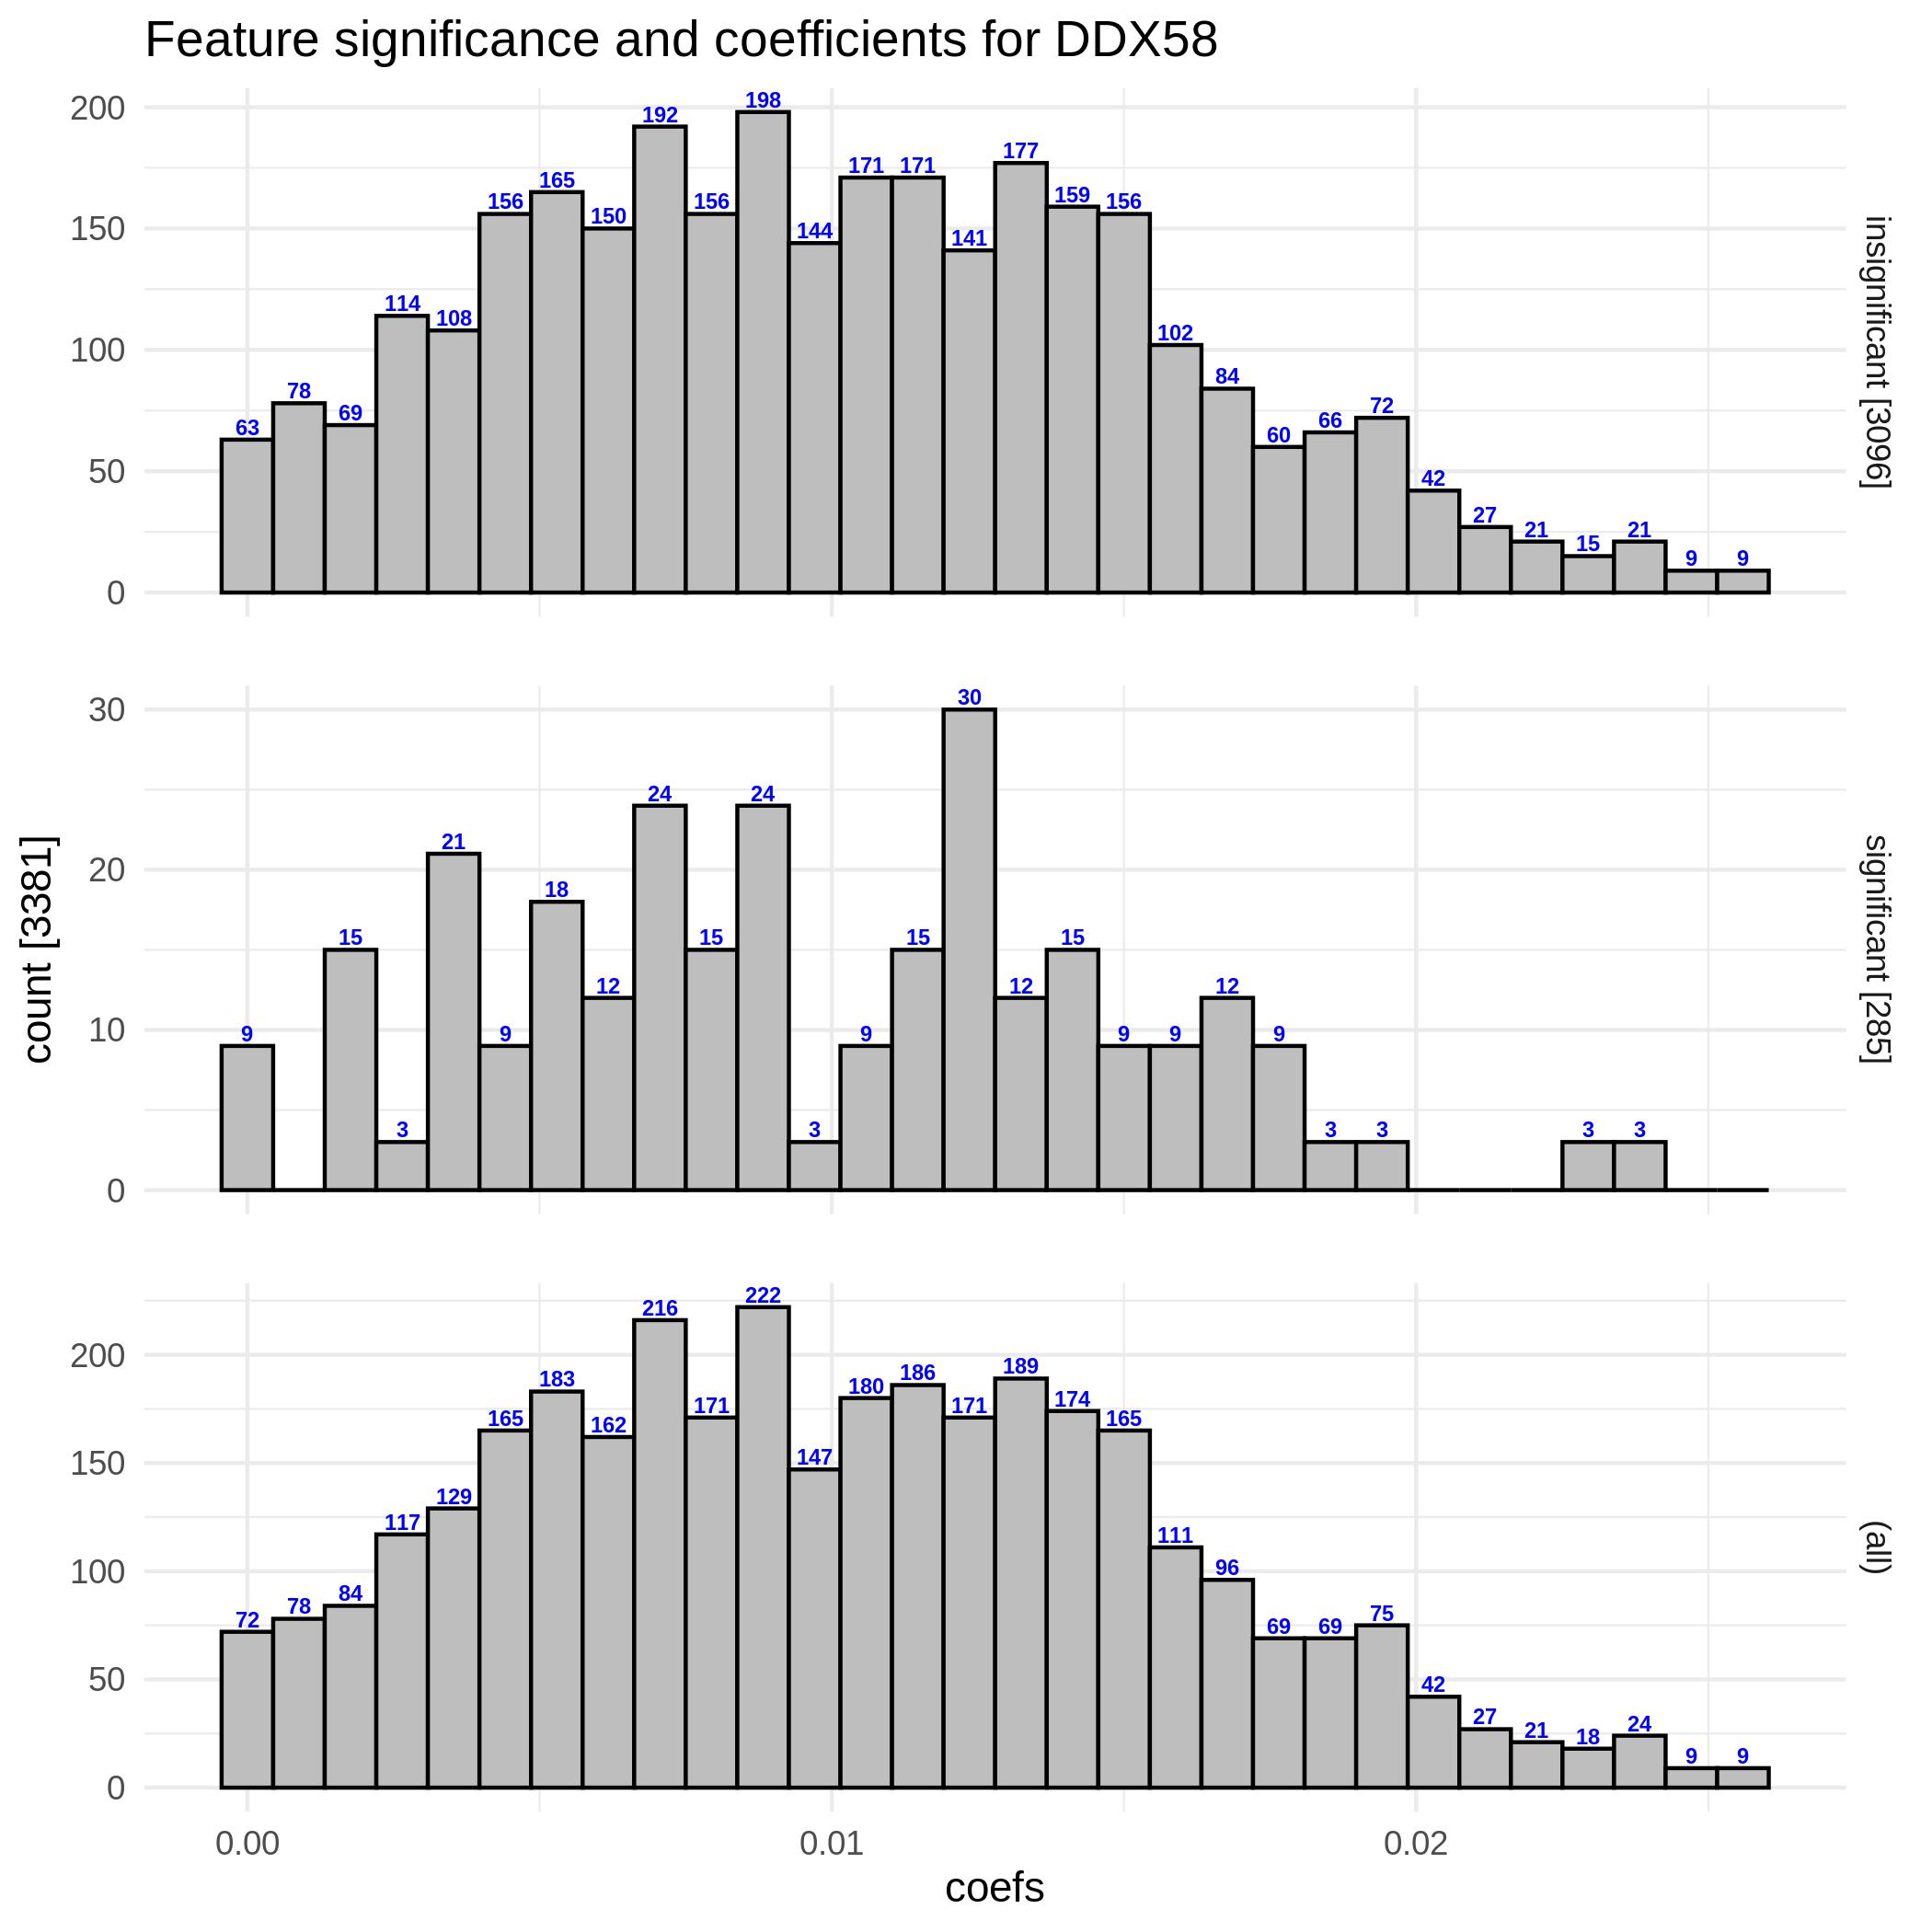 Feature significance and coefficients for DDX58
200
150
100
50
0
63 78 69 114 108 156 165 150 192 156 198 144 171 171 141 177 159 156 102 84 60 66 72 42 27 21 15 21 9 9
insignificant [3096]
count [3381]
30
20
10
0
9 15 3 21 9 18 12 24 15 24 3 9 15 30 12 15 9 9 12 9 3 3 3 3
significant [285]
200
150
100
50
0
72 78 84 117 129 165 183 162 216 171 222 147 180 186 171 189 174 165 111 96 69 69 75 42 27 21 18 24 9 9
(all)
0.00 0.01 0.02
coefs